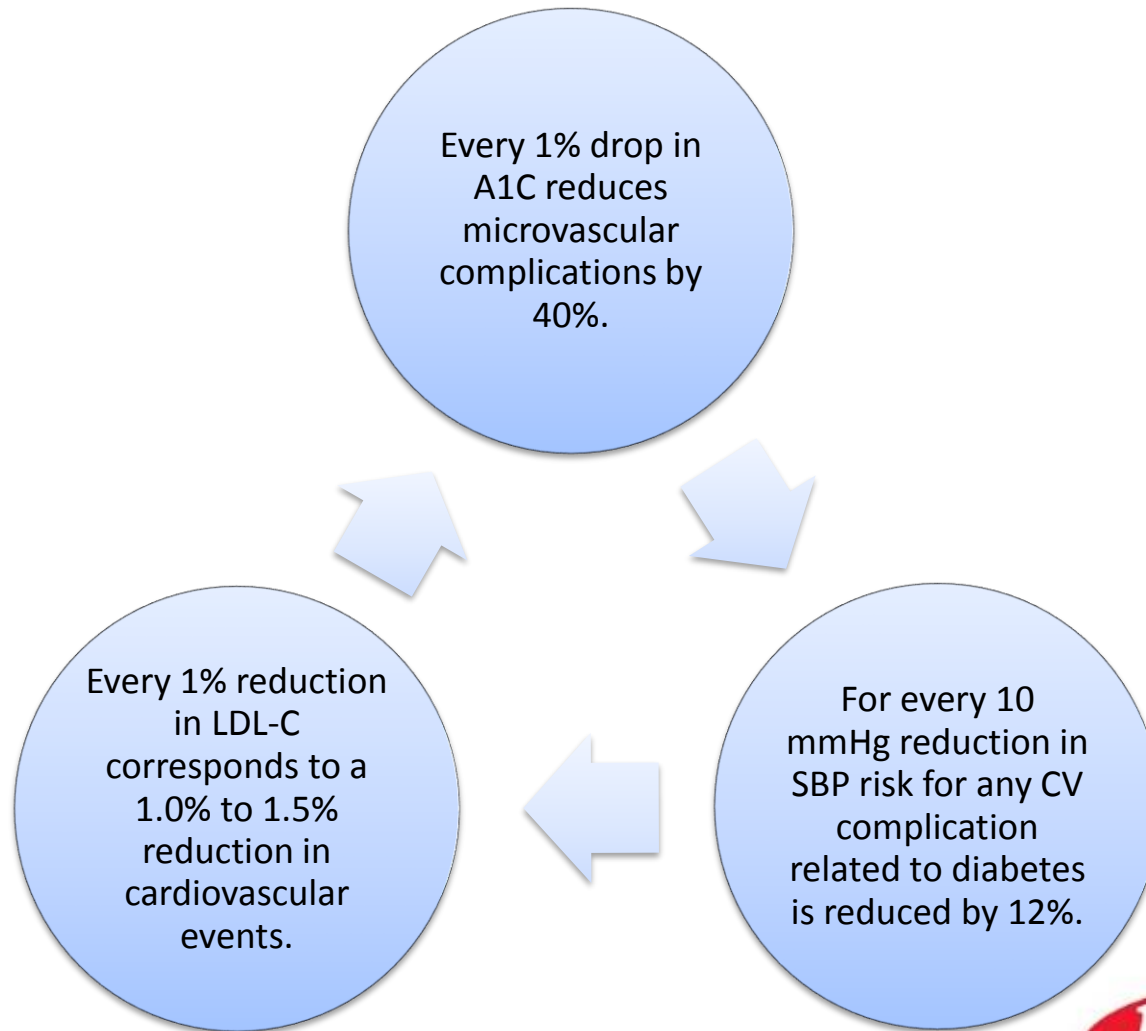 Every 1% drop in
A1C reduces
microvascular
complications by
40%.
For every 10
mmHg reduction in
SBP risk for any CV
complication
related to diabetes
is reduced by 12%.
Every 1% reduction
in LDL-C
corresponds to a
1.0% to 1.5%
reduction in
cardiovascular
events.